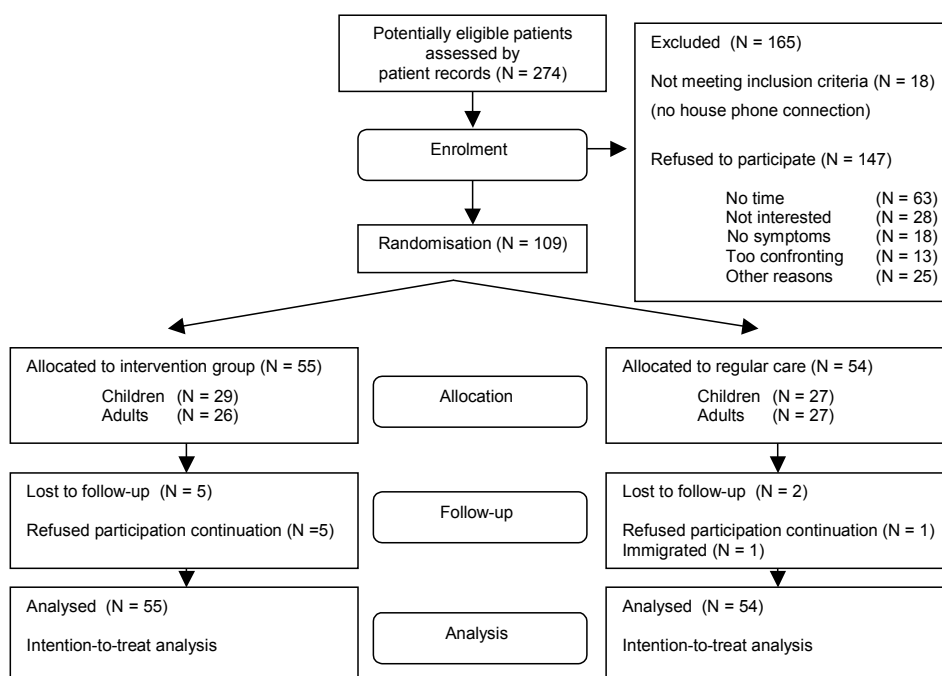 Potentially eligible patients
assessed by
patient records (N = 274)
Excluded (N = 165)
Not meeting inclusion criteria (N = 18)
(no house phone connection)
Refused to participate (N = 147)
No time (N = 63)
Not interested (N = 28)
No symptoms (N = 18)
Too confronting (N = 13)
Other reasons (N = 25)
Enrolment
Randomisation (N = 109)
Allocated to intervention group (N = 55)
Children (N = 29)
Adults (N = 26)
Allocation
Allocated to regular care (N = 54)
Children (N = 27)
Adults (N = 27)
Lost to follow-up (N = 5)
Refused participation continuation (N =5)
Follow-up
Lost to follow-up (N = 2)
Refused participation continuation (N = 1)
Immigrated (N = 1)
Analysed (N = 55)
Intention-to-treat analysis
Analysis
Analysed (N = 54)
Intention-to-treat analysis